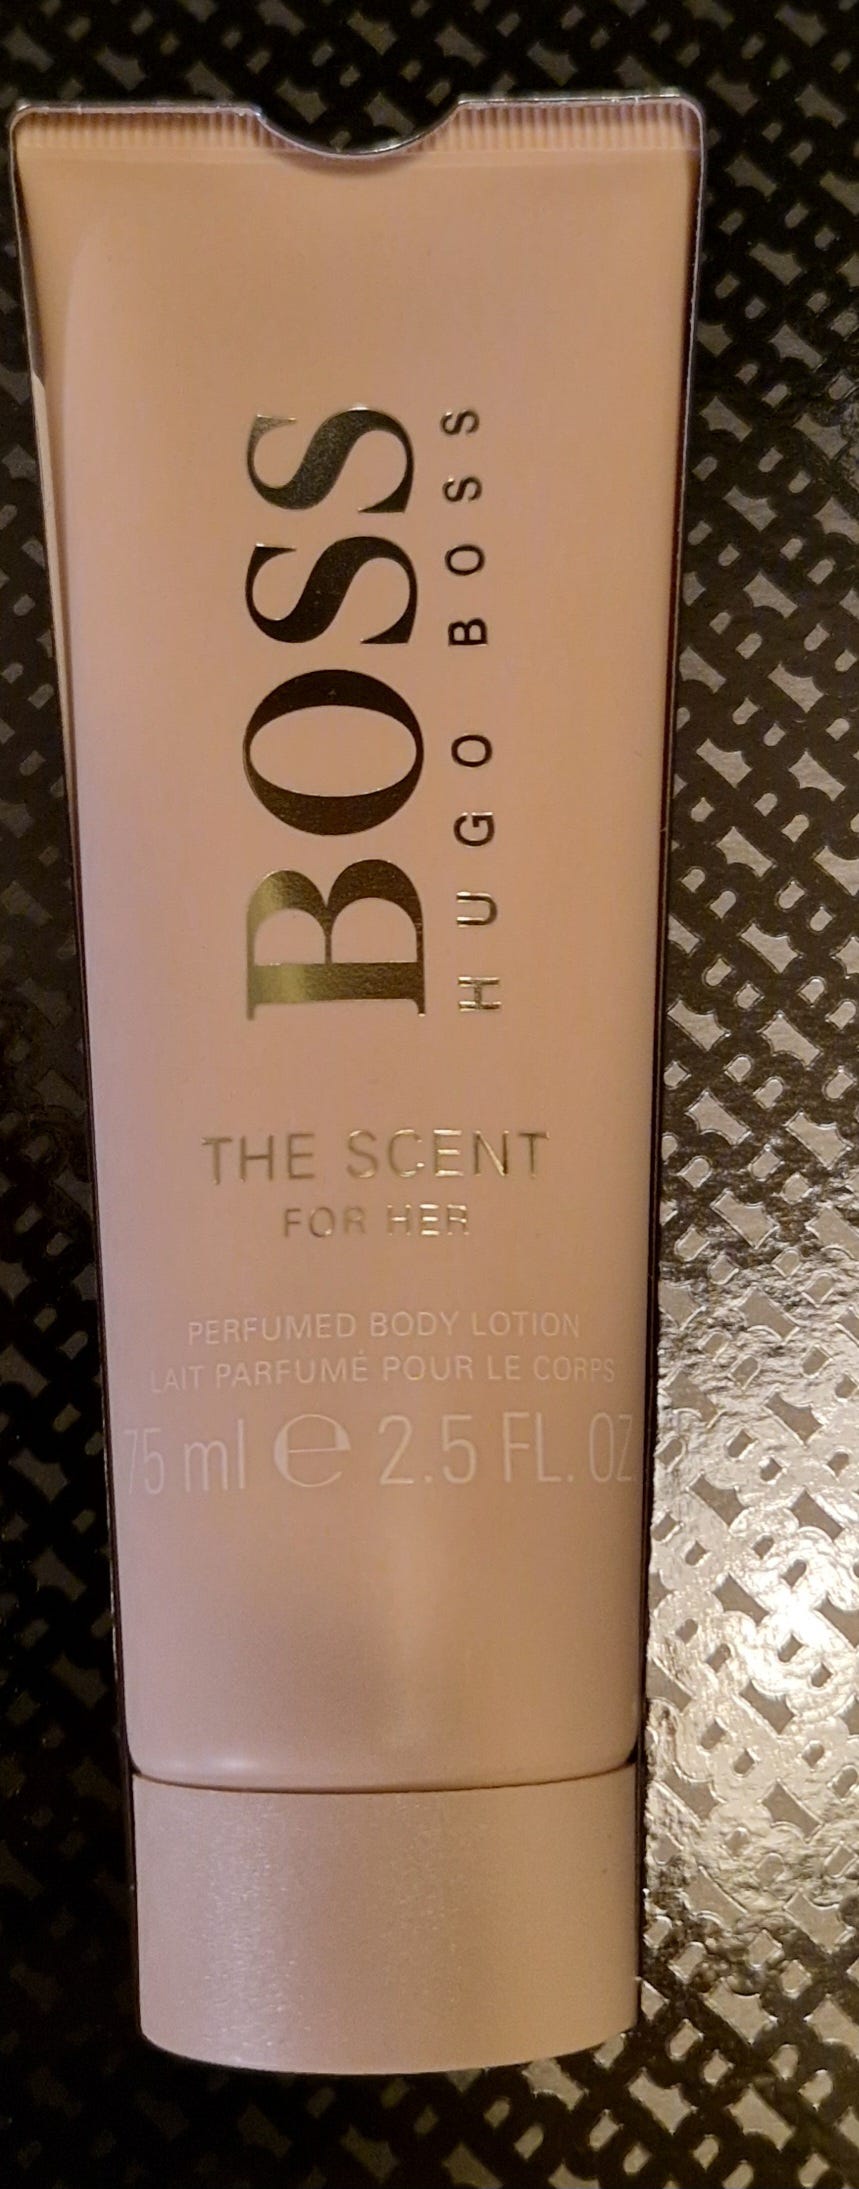 BOSS
HUGO BOSS
THE SCENT
FOR HER
PERFUMED BODY LOTION
LAIT PARFUMÉ POUR LE CORPS
75 ml e 2.5 FL. OZ.